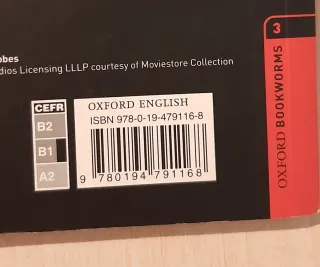 obes
dios Licensing LLLP courtesy of Moviestore Collection
CEFR
B2
B1
A2
OXFORD ENGLISH
ISBN 978-0-19-479116-8
9 780194 791168
OXFORD BOOKWORMS 3